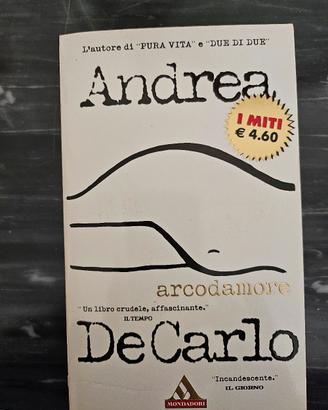 L'autore di "PURA VITA" e "DUE DI DUE"
Andrea
I MITI
€ 4.60
arcodamore
"Un libro crudele, affascinante."
IL TEMPO
De Carlo
"Incandescente."
IL GIORNO
MONDADORI